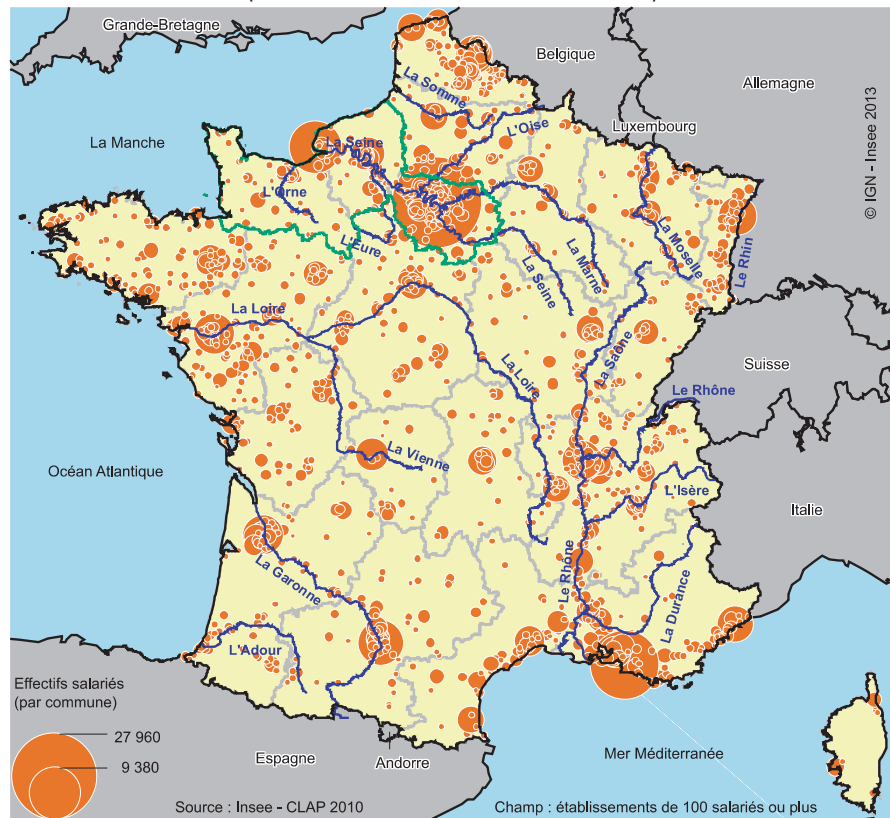 Grande-Bretagne
Belgique
Allemagne
Luxembourg
La Manche
La Somme
L'Oise
La Seine
L'Orne
L'Eure
La Seine
La Marne
La Moselle
Le Rhin
© IGN - Insee 2013
La Loire
La Loire
La Saône
Suisse
Le Rhône
Océan Atlantique
La Vienne
L'Isère
Italie
La Garonne
Le Rhône
La Durance
L'Adour
Effectifs salariés
(par commune)
27 960
9 380
Espagne
Andorre
Mer Méditerranée
Source : Insee - CLAP 2010
Champ : établissements de 100 salariés ou plus